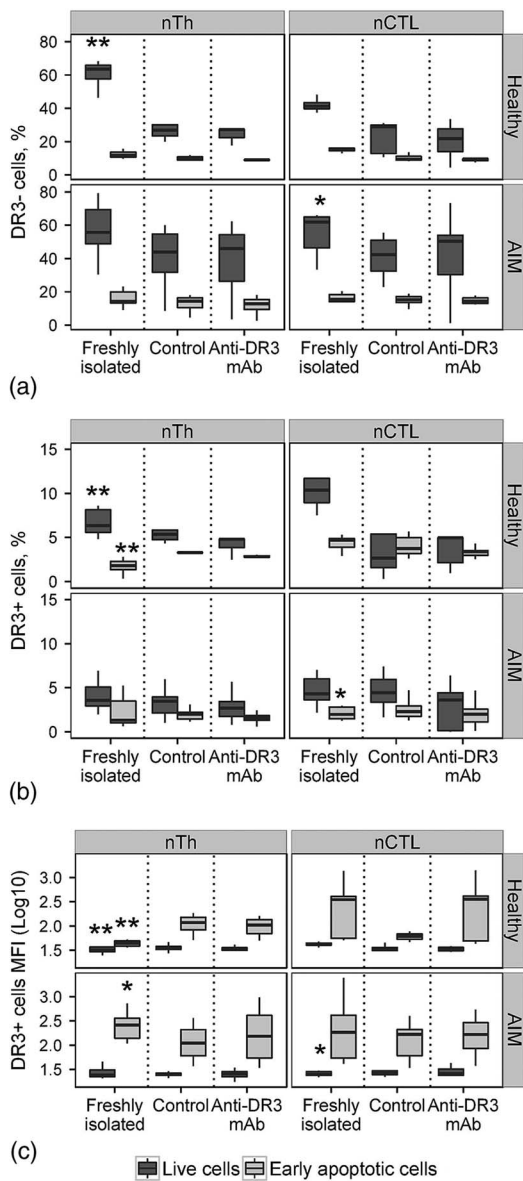 nTh nCTL
DR3- cells, %
80
60
40
20
0
**
Healthy
80
60
40
20
0
*
AIM
Freshly isolated Control Anti-DR3 mAb Freshly isolated Control Anti-DR3 mAb
(a)
nTh nCTL
DR3+ cells, %
15
10
5
0
** **
Healthy
15
10
5
0
*
AIM
Freshly isolated Control Anti-DR3 mAb Freshly isolated Control Anti-DR3 mAb
(b)
nTh nCTL
DR3+ cells MFI (Log10)
3.0
2.5
2.0
1.5
** **
Healthy
3.0
2.5
2.0
1.5
* *
AIM
Freshly isolated Control Anti-DR3 mAb Freshly isolated Control Anti-DR3 mAb
(c)
Live cells Early apoptotic cells